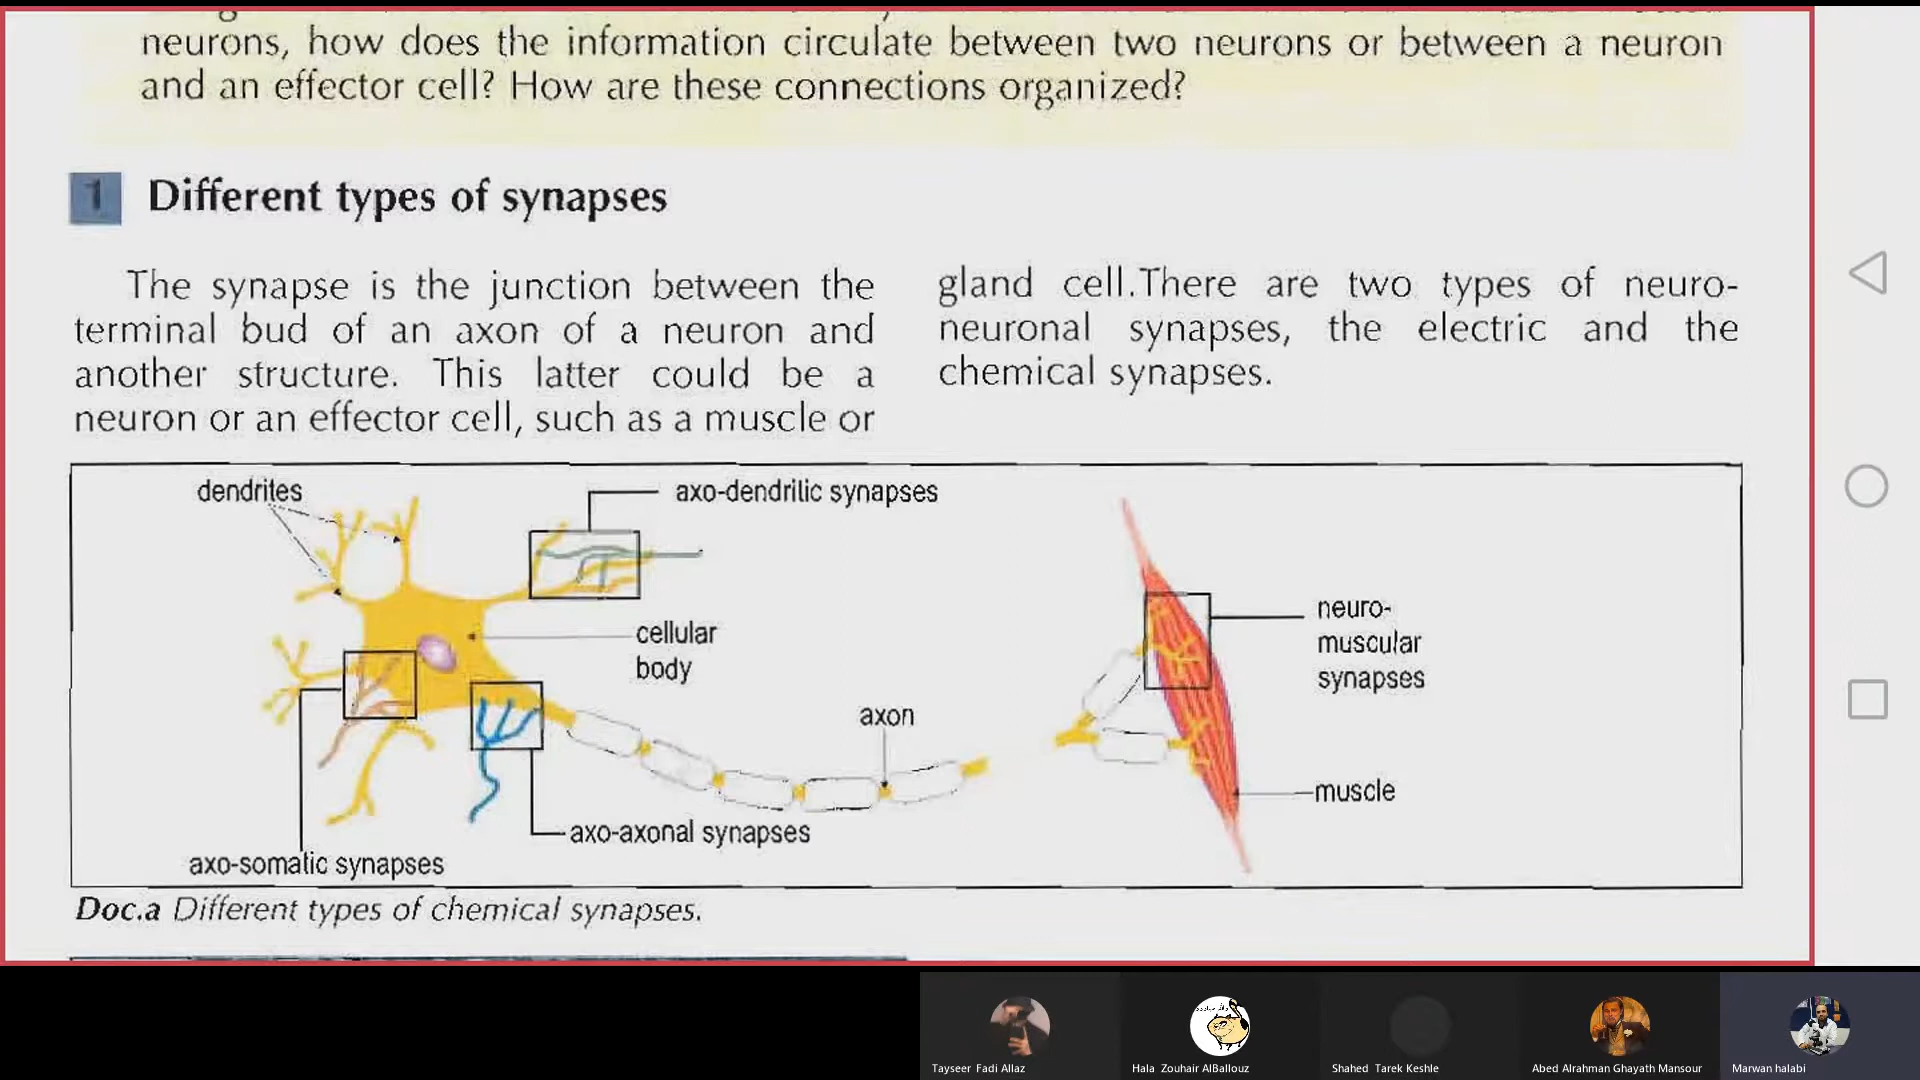 neurons, how does the information circulate between two neurons or between a neuron
and an effector cell? How are these connections organized?
1 Different types of synapses
The synapse is the junction between the
terminal bud of an axon of a neuron and
another structure. This latter could be a
neuron or an effector cell, such as a muscle or
gland cell.There are two types of neuro-
neuronal synapses, the electric and the
chemical synapses.
dendrites
axo-dendrilic synapses
cellular
body
axon
neuro-
muscular
synapses
muscle
axo-axonal synapses
axo-somatic synapses
Doc.a Different types of chemical synapses.
Tayseer Fadi Allaz
Hala Zouhair AlBallouz
Shahed Tarek Keshle
Abed Alrahman Ghayath Mansour
Marwan halabi